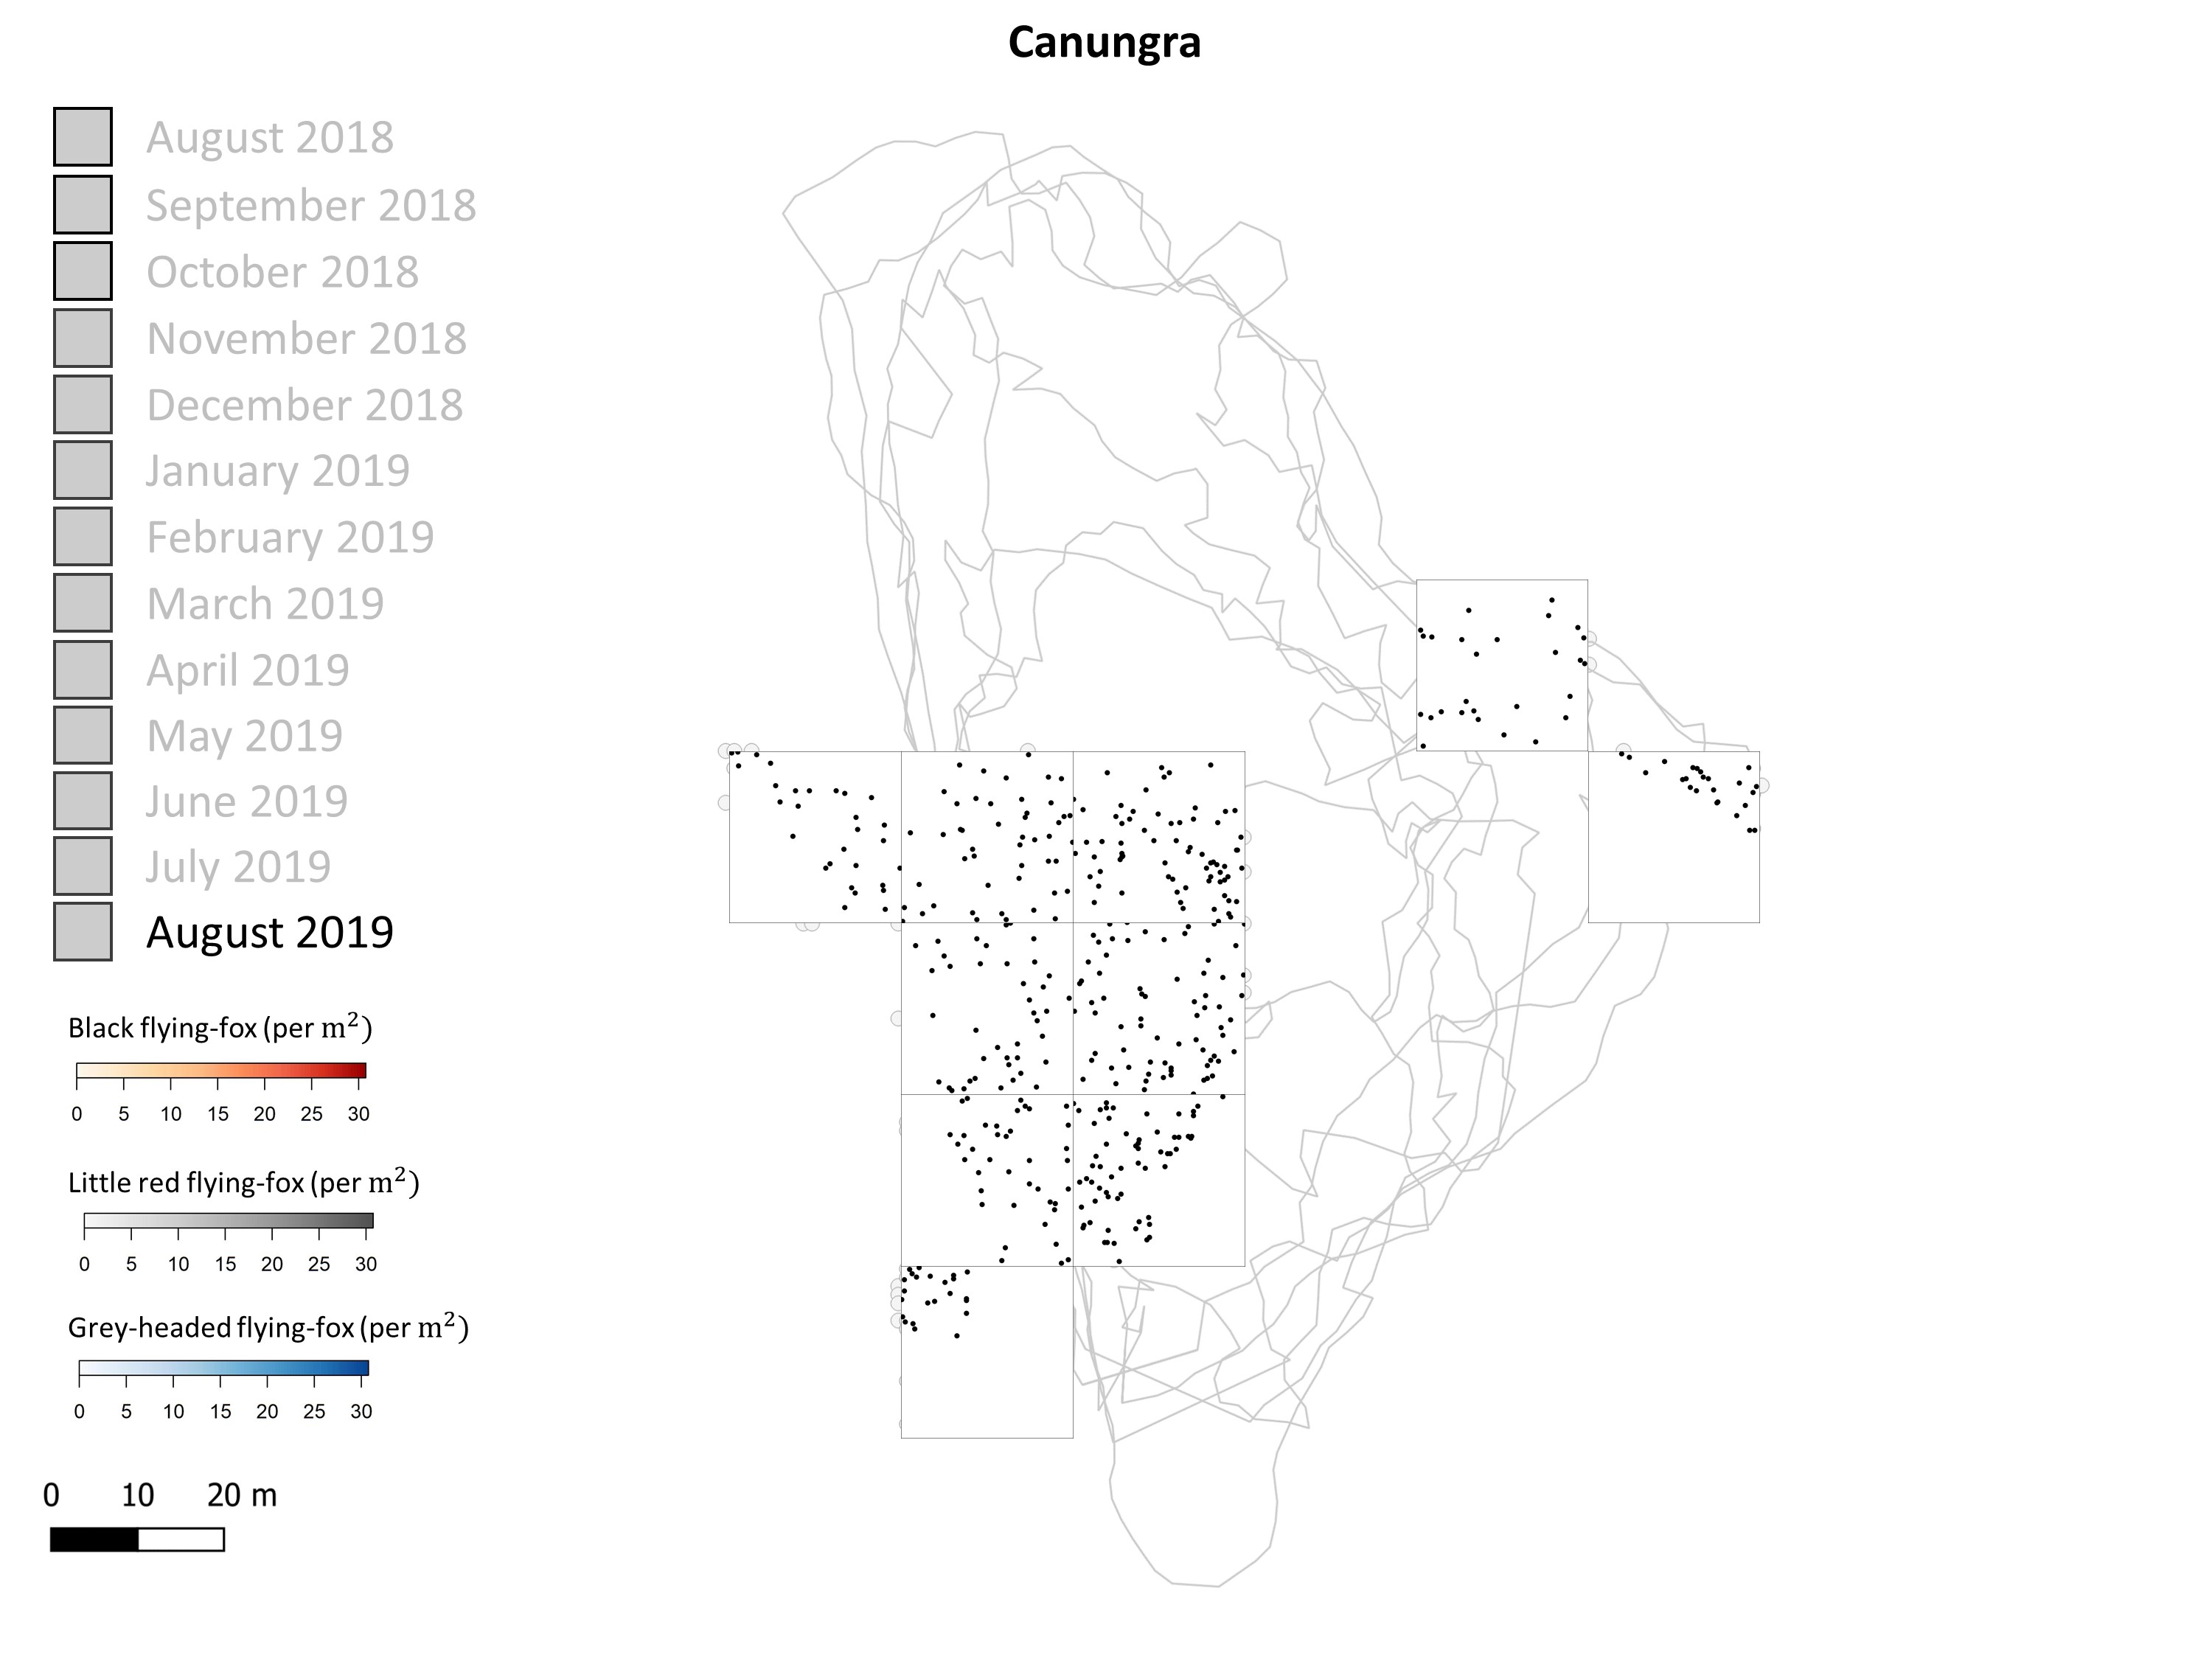 Canungra
August 2018
September 2018
October 2018
November 2018
December 2018
January 2019
February 2019
March 2019
April 2019
May 2019
June 2019
July 2019
August 2019
Black flying-fox (per m²)
0 5 10 15 20 25 30
Little red flying-fox (per m²)
0 5 10 15 20 25 30
Grey-headed flying-fox (per m²)
0 5 10 15 20 25 30
0 10 20 m